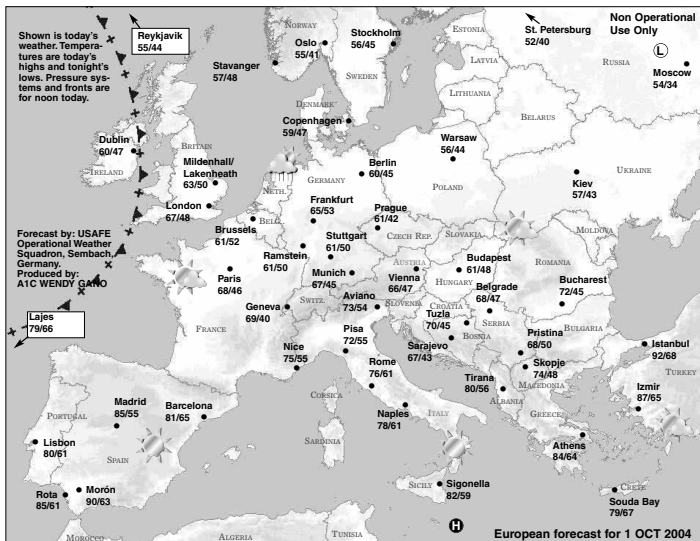 Shown is today's
weather. Tempera-
tures are today's
highs and tonight's
lows. Pressure sys-
tems and fronts are
for noon today.
Reykjavik
55/44
NORWAY
Oslo
55/41
Stockholm
56/45
Stavanger
57/48
SWEDEN
ESTONIA
St. Petersburg
52/40
Non Operational
Use Only
L
LATVIA
RUSSIA
Moscow
54/34
LITHUANIA
DENMARK
Copenhagen
59/47
BELARUS
Dublin
60/47
IRELAND
BRITAIN
Mildenhall/
Lakenheath
63/50
London
67/48
NETH.
GERMANY
Berlin
60/45
Warsaw
56/44
POLAND
UKRAINE
Kiev
57/43
Frankfurt
65/53
Prague
61/42
CZECH REP.
SLOVAKIA
Brussels
61/52
BELG.
Stuttgart
61/50
Ramstein
61/50
Munich
67/45
AUSTRIA
Vienna
66/47
Budapest
61/48
HUNGARY
MOLDOVA
ROMANIA
Forecast by: USAFE
Operational Weather
Squadron, Sembach,
Germany.
Produced by:
A1C WENDY GANO
Paris
68/46
Geneva
69/40
SWITZ.
Aviano
73/54
SLOVENIA
CROATIA
Belgrade
68/47
Bucharest
72/45
Lajes
79/66
FRANCE
Pisa
72/55
Tuzla
70/45
BOSNIA
SERBIA
BULGARIA
Sarajevo
67/43
Pristina
68/50
Istanbul
92/68
Nice
75/55
Rome
76/61
Skopje
74/48
MACEDONIA
TURKEY
Tirana
80/56
ALBANIA
Izmir
87/65
CORSICA
Naples
78/61
ITALY
GREECE
PORTUGAL
Madrid
85/55
Barcelona
81/65
Lisbon
80/61
SPAIN
SARDINIA
Athens
84/64
SICILY
Sigonella
82/59
Rota
85/61
Morón
90/63
CRETE
Souda Bay
79/67
H
MOROCCO
ALGERIA
TUNISIA
European forecast for 1 OCT 2004